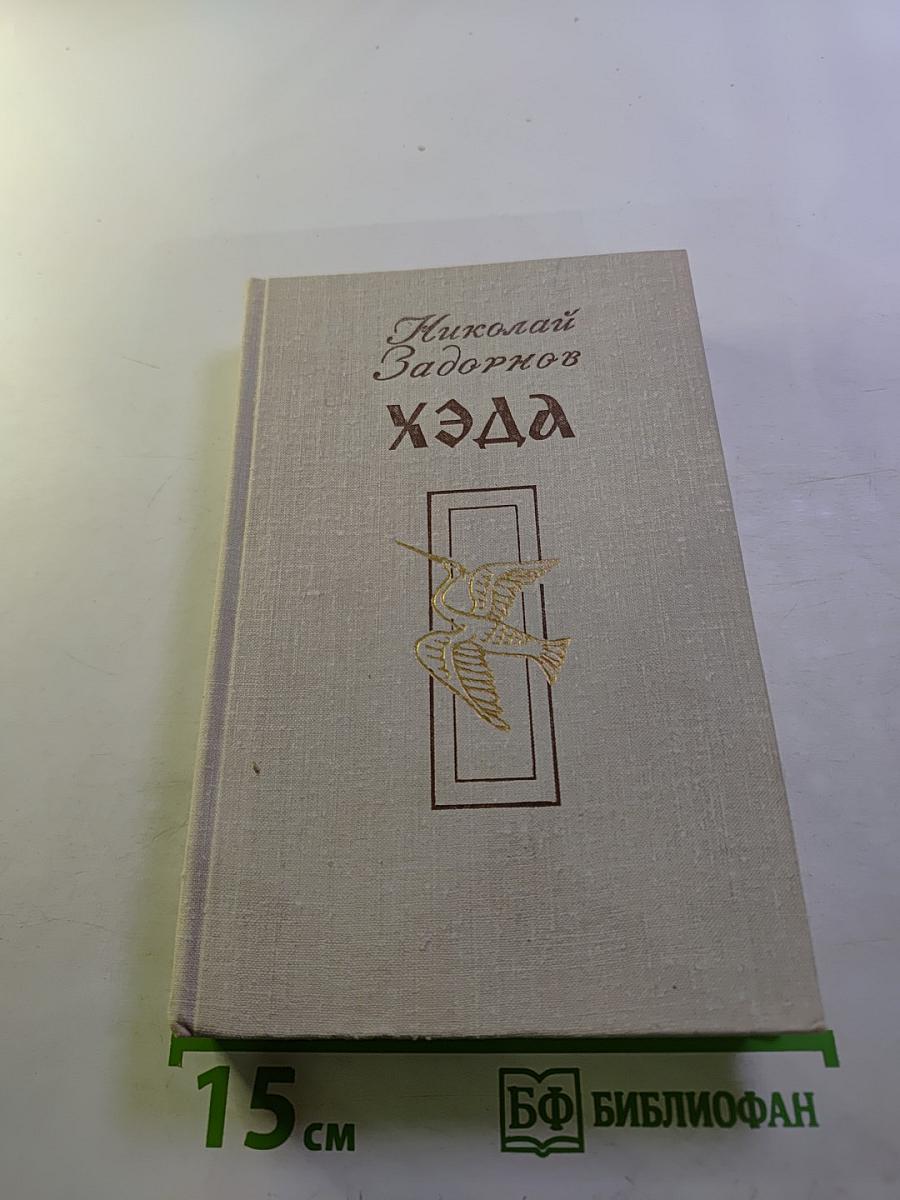 Николай
Задорнов
ХЭДА
15 см
БФ БИБЛИОФАН